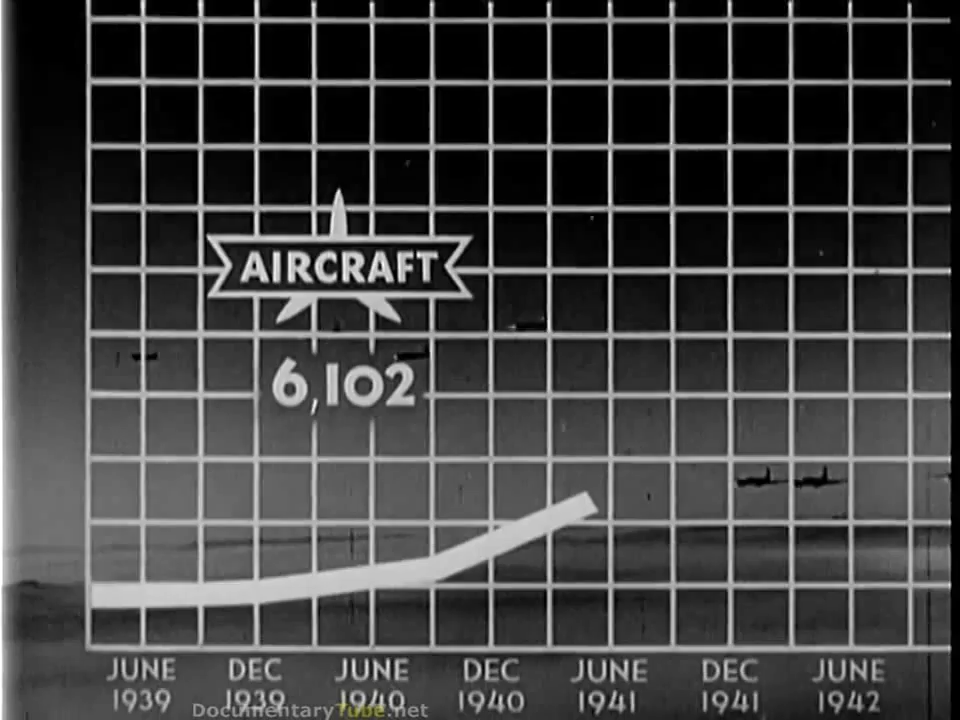 AIRCRAFT
6,102
JUNE DEC JUNE DEC JUNE DEC JUNE
1939 1939 1940 1940 1941 1941 1942
DocumentaryTube.net